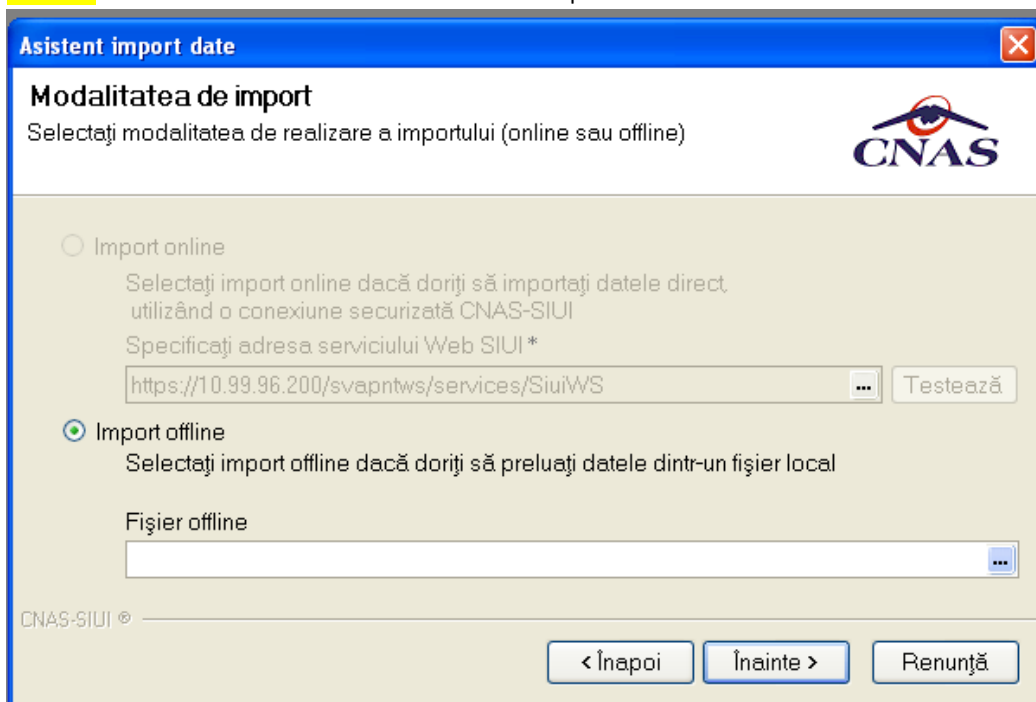 Asistent import date
Modalitatea de import
Selectaţi modalitatea de realizare a importului (online sau offline)
CNAS
Import online
Selectaţi import online dacă doriţi să importaţi datele direct,
utilizând o conexiune securizată CNAS-SIUI
Specificaţi adresa serviciului Web SIUI *
https://10.99.96.200/svapntws/services/SiuiWS ... Testează
Import offline
Selectaţi import offline dacă doriţi să preluaţi datele dintr-un fişier local
Fişier offline
...
CNAS-SIUI ®
< Înapoi Înainte > Renunţă